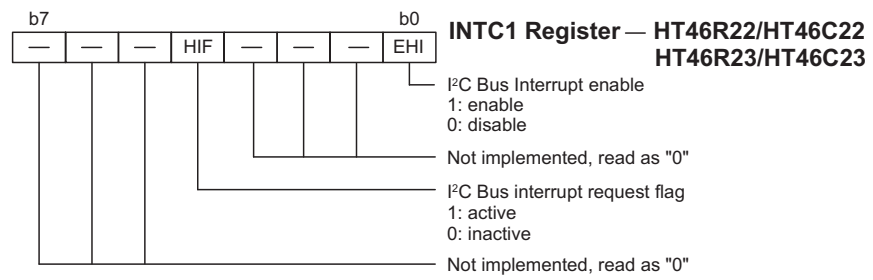 b7 b0
INTC1 Register — HT46R22/HT46C22
HT46R23/HT46C23
— — — HIF — — — EHI
I²C Bus Interrupt enable
1: enable
0: disable
Not implemented, read as "0"
I²C Bus interrupt request flag
1: active
0: inactive
Not implemented, read as "0"